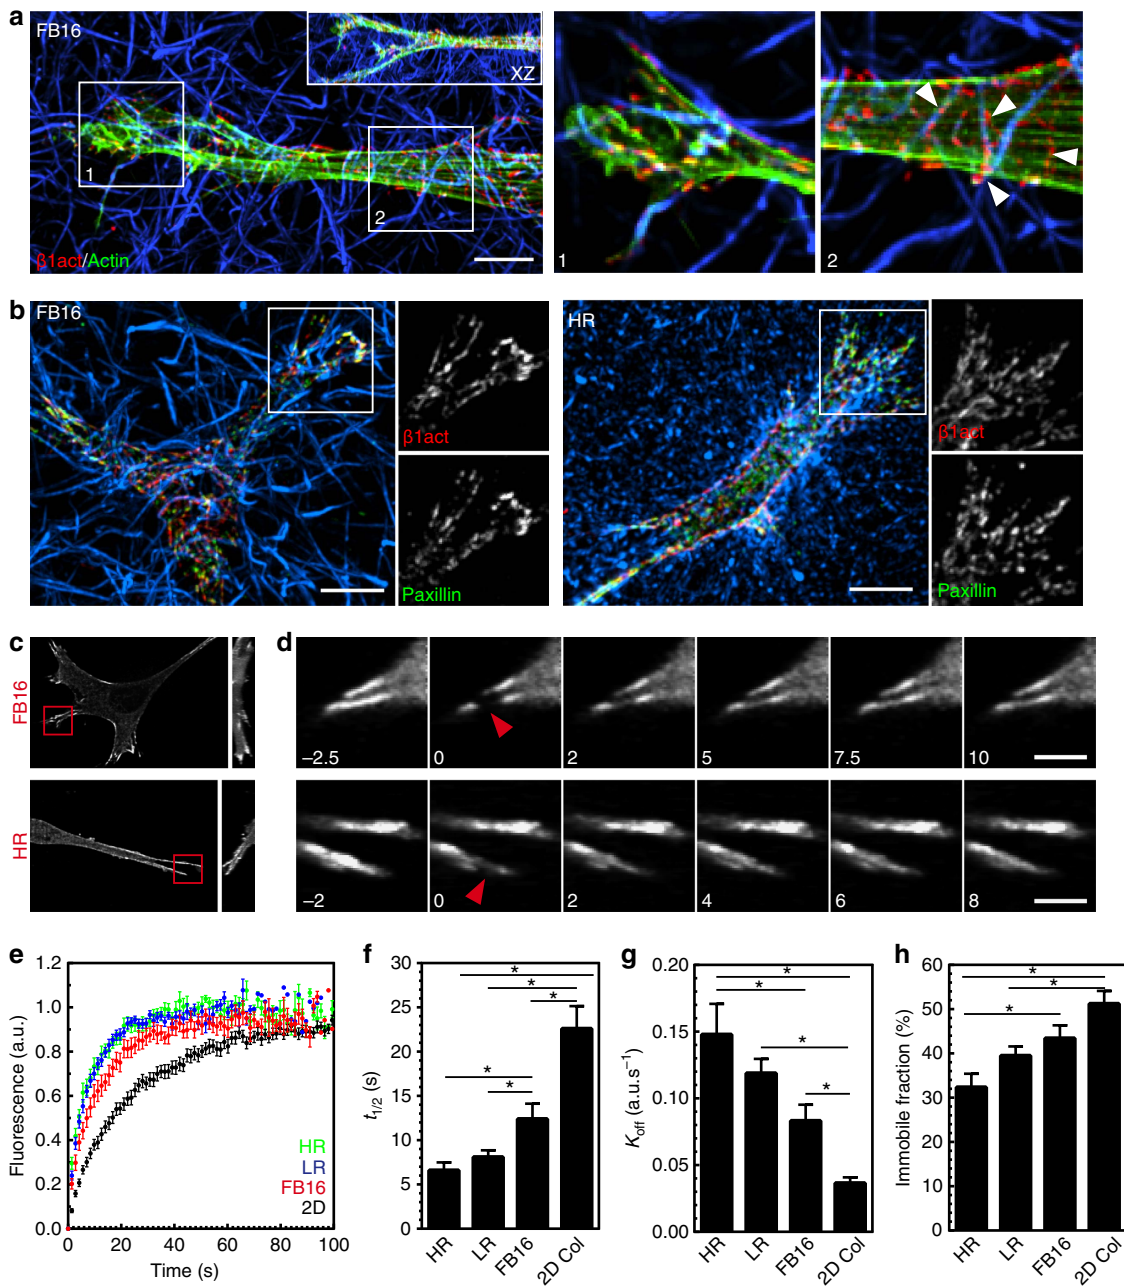 a
FB16
XZ
1
2
β1act/Actin
1
2
b
FB16
β1act
Paxillin
HR
β1act
Paxillin
c
FB16
HR
d
–2.5
0
2
5
7.5
10
–2
0
2
4
6
8
e
Fluorescence (a.u.)
1.2
1.0
0.8
0.6
0.4
0.2
0.0
HR
LR
FB16
2D
0
20
40
60
80
100
Time (s)
f
t1/2 (s)
30
25
20
15
10
5
0
*
*
*
*
*
HR
LR
FB16
2D Col
g
Koff (a.u.s–1)
0.20
0.15
0.10
0.05
0.00
*
*
*
*
HR
LR
FB16
2D Col
h
Immobile fraction (%)
60
50
40
30
20
10
0
*
*
*
HR
LR
FB16
2D Col